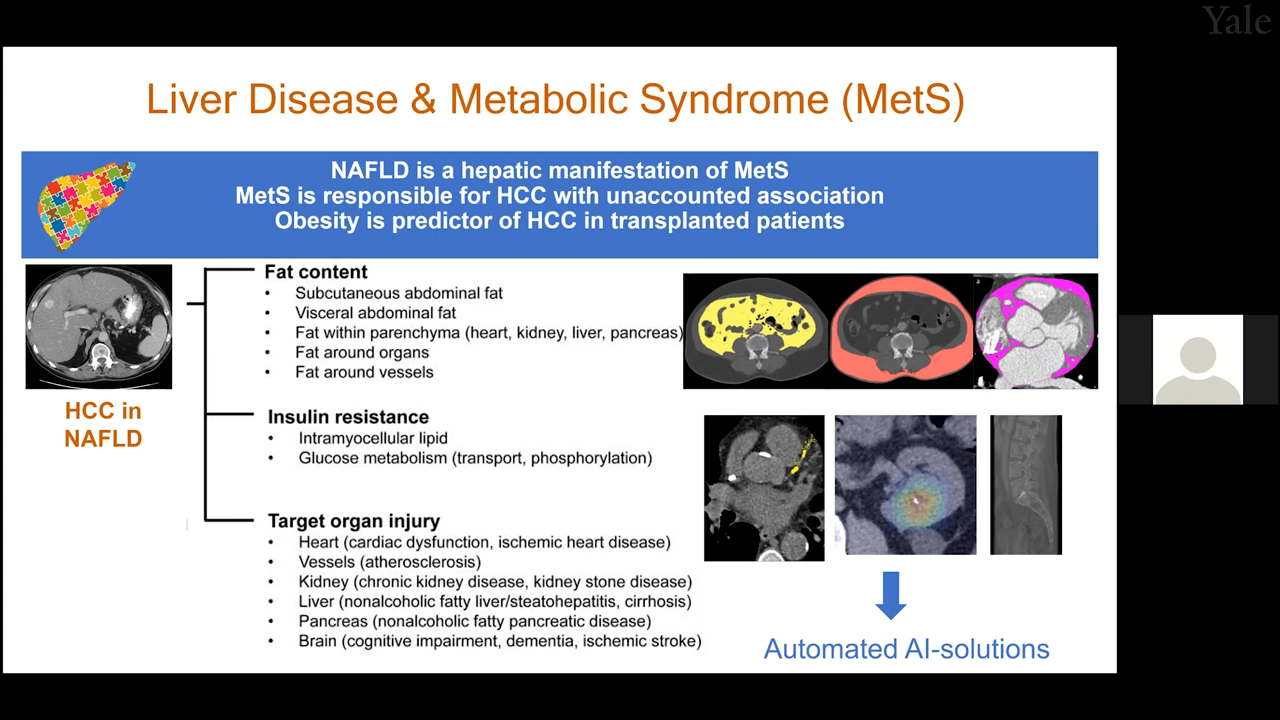 Yale
Liver Disease & Metabolic Syndrome (MetS)
NAFLD is a hepatic manifestation of MetS
MetS is responsible for HCC with unaccounted association
Obesity is predictor of HCC in transplanted patients
HCC in
NAFLD
Fat content
• Subcutaneous abdominal fat
• Visceral abdominal fat
• Fat within parenchyma (heart, kidney, liver, pancreas)
• Fat around organs
• Fat around vessels
Insulin resistance
• Intramyocellular lipid
• Glucose metabolism (transport, phosphorylation)
Target organ injury
• Heart (cardiac dysfunction, ischemic heart disease)
• Vessels (atherosclerosis)
• Kidney (chronic kidney disease, kidney stone disease)
• Liver (nonalcoholic fatty liver/steatohepatitis, cirrhosis)
• Pancreas (nonalcoholic fatty pancreatic disease)
• Brain (cognitive impairment, dementia, ischemic stroke)
a
Automated AI-solutions